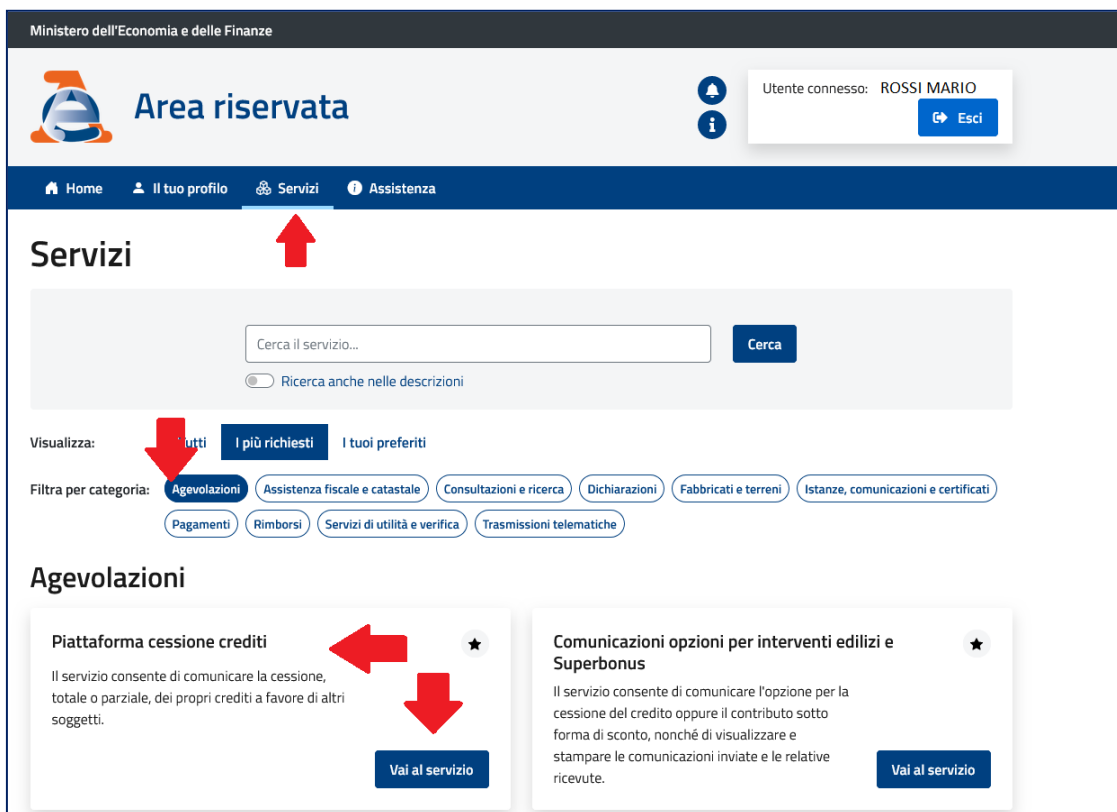 Ministero dell'Economia e delle Finanze
Area riservata
Utente connesso: ROSSI MARIO
Esci
Home Il tuo profilo Servizi Assistenza
Servizi
Cerca il servizio...
Cerca
Ricerca anche nelle descrizioni
Visualizza: I più richiesti I tuoi preferiti
Filtra per categoria: Agevolazioni Assistenza fiscale e catastale Consultazioni e ricerca Dichiarazioni Fabbricati e terreni Istanze, comunicazioni e certificati
Pagamenti Rimborsi Servizi di utilità e verifica Trasmissioni telematiche
Agevolazioni
Piattaforma cessione crediti
Il servizio consente di comunicare la cessione,
totale o parziale, dei propri crediti a favore di altri
soggetti.
Vai al servizio
Comunicazioni opzioni per interventi edilizi e
Superbonus
Il servizio consente di comunicare l'opzione per la
cessione del credito oppure il contributo sotto
forma di sconto, nonché di visualizzare e
stampare le comunicazioni inviate e le relative
ricevute.
Vai al servizio